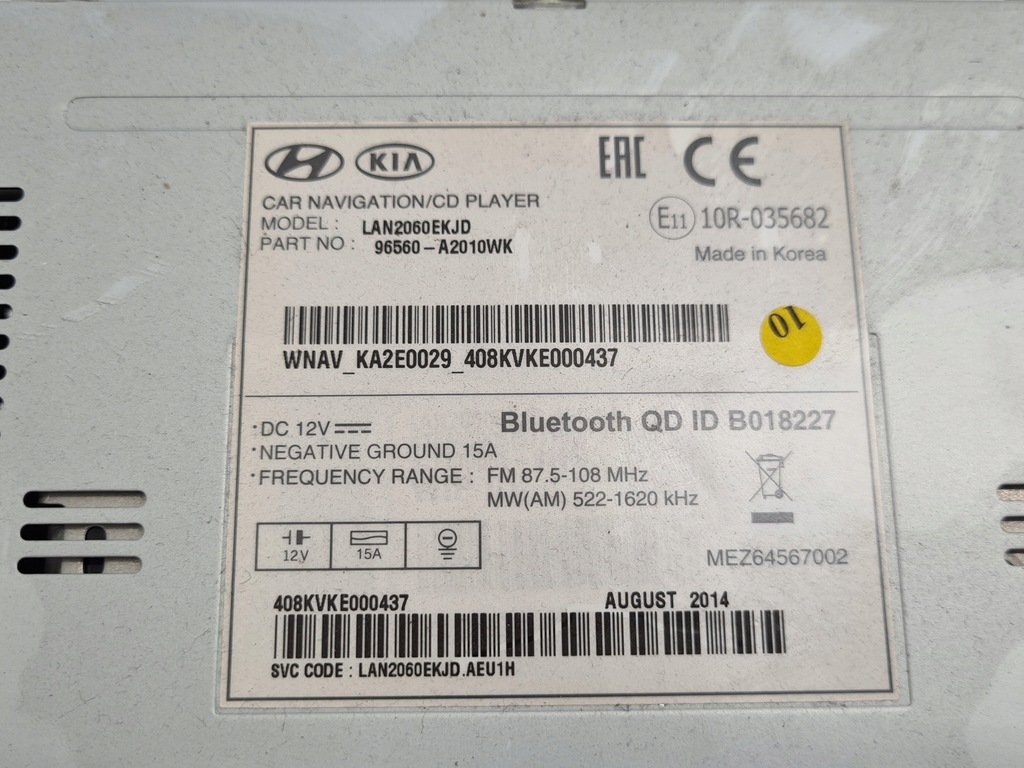 KIA
EAC CE
CAR NAVIGATION/CD PLAYER
MODEL : LAN2060EKJD
PART NO : 96560-A2010WK
E11 10R-035682
Made in Korea
10
WNAV_KA2E0029_408KVKE000437
·DC 12V
Bluetooth QD ID B018227
·NEGATIVE GROUND 15A
·FREQUENCY RANGE : FM 87.5-108 MHz
MW(AM) 522-1620 kHz
12V 15A
MEZ64567002
408KVKE000437 AUGUST 2014
SVC CODE : LAN2060EKJD.AEU1H